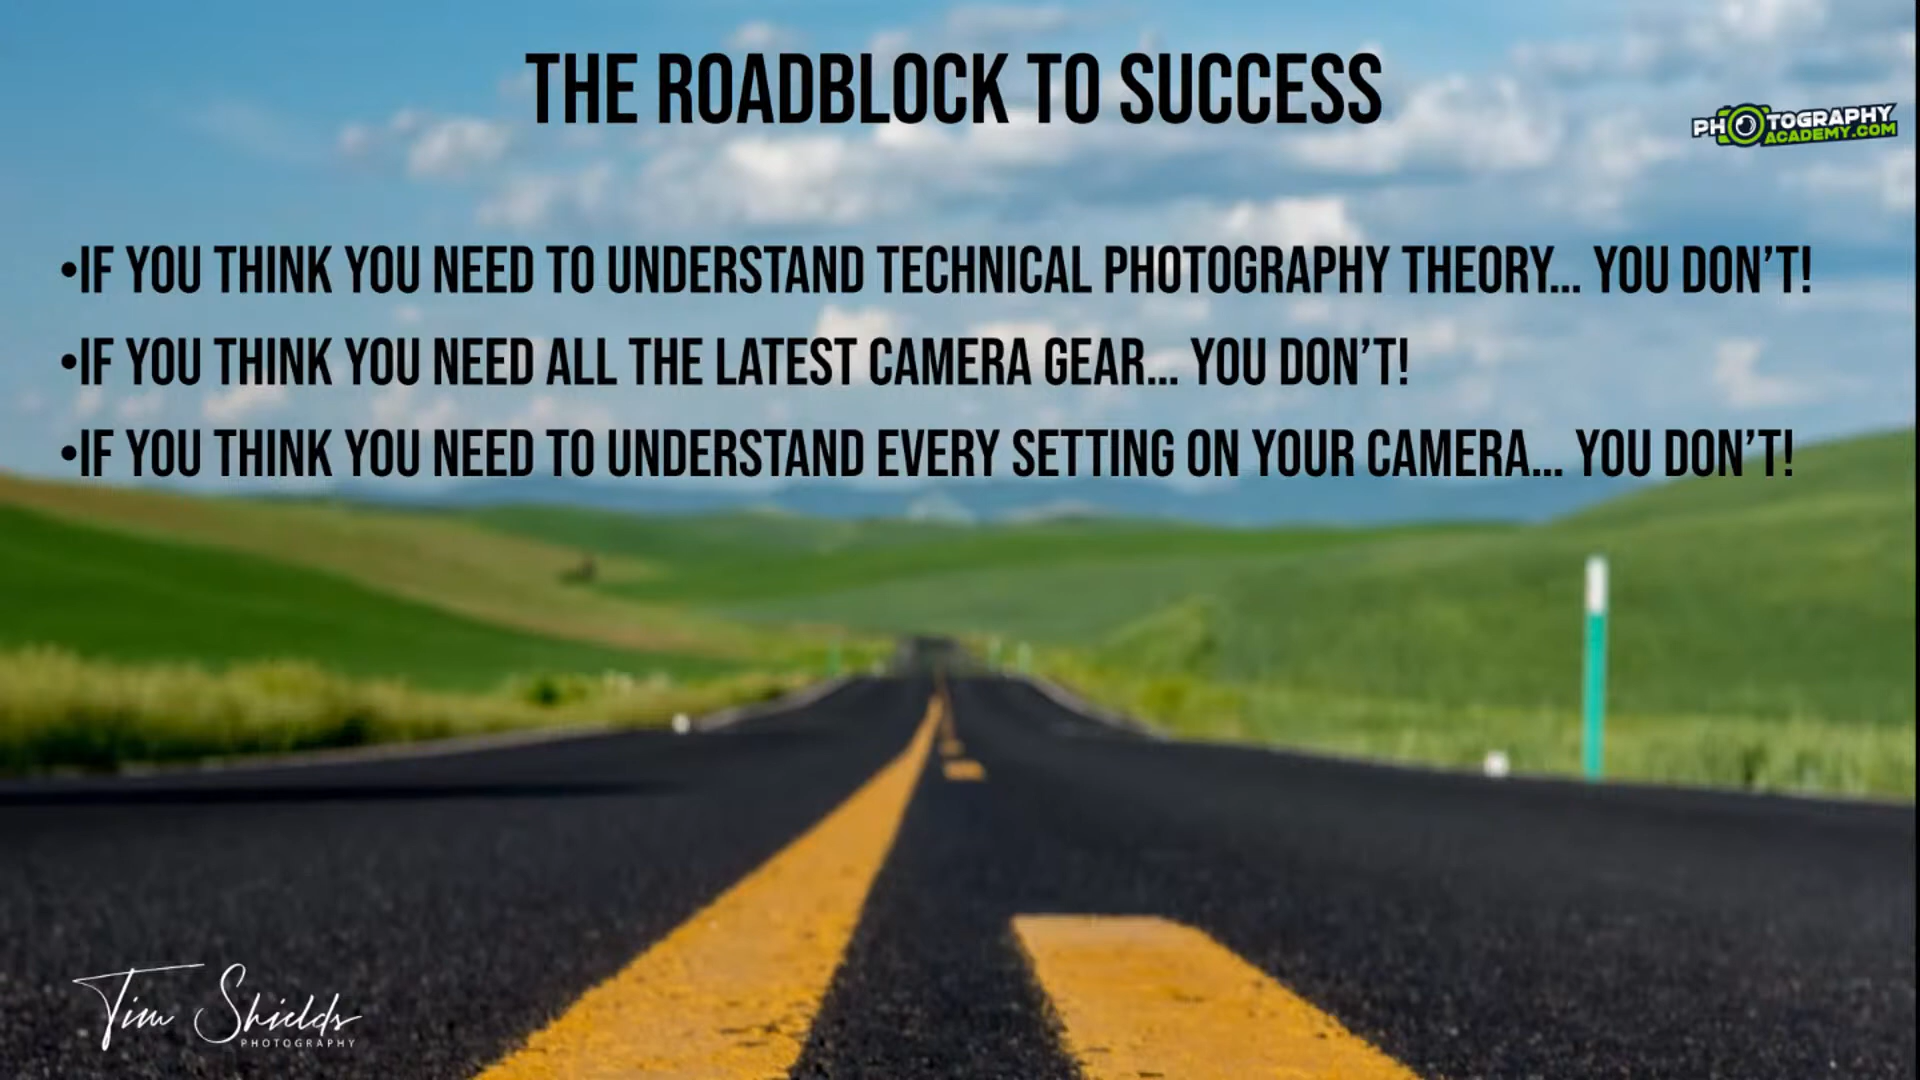 THE ROADBLOCK TO SUCCESS
PHOTOGRAPHY
ACADEMY.COM
•IF YOU THINK YOU NEED TO UNDERSTAND TECHNICAL PHOTOGRAPHY THEORY... YOU DON’T!
•IF YOU THINK YOU NEED ALL THE LATEST CAMERA GEAR... YOU DON’T!
•IF YOU THINK YOU NEED TO UNDERSTAND EVERY SETTING ON YOUR CAMERA... YOU DON’T!
Tim Shields
PHOTOGRAPHY